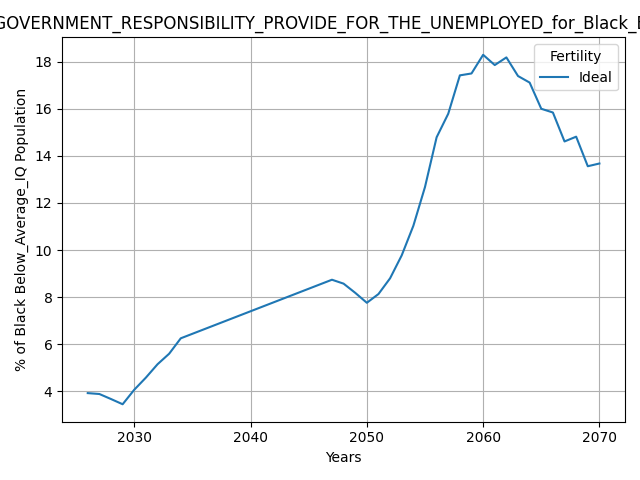 GOVERNMENT_RESPONSIBILITY_PROVIDE_FOR_THE_UNEMPLOYED_for_Black_
Fertility
Ideal
% of Black Below_Average_IQ Population
18
16
14
12
10
8
6
4
2030 2040 2050 2060 2070
Years